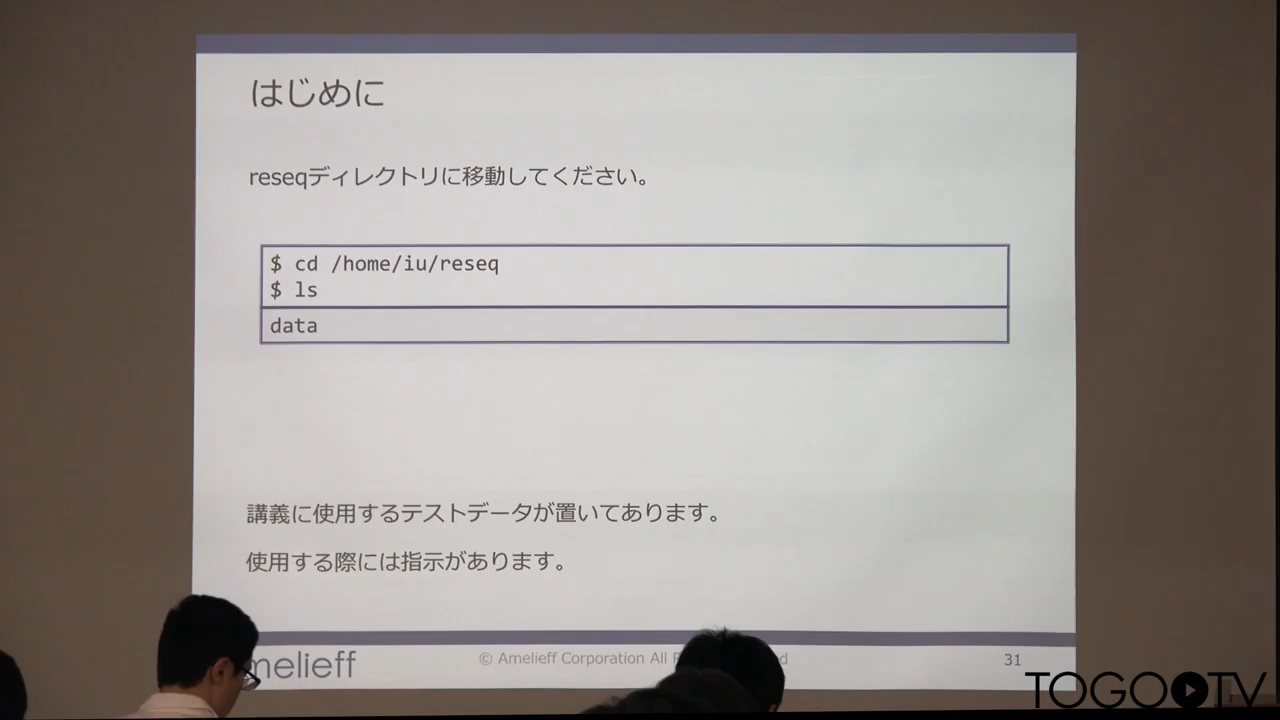 はじめに
reseqディレクトリに移動してください。
$ cd /home/iu/reseq
$ ls
data
講義に使用するテストデータが置いてあります。
使用する際には指示があります。
melieff
© Amelieff Corporation All
31
TOGO TV